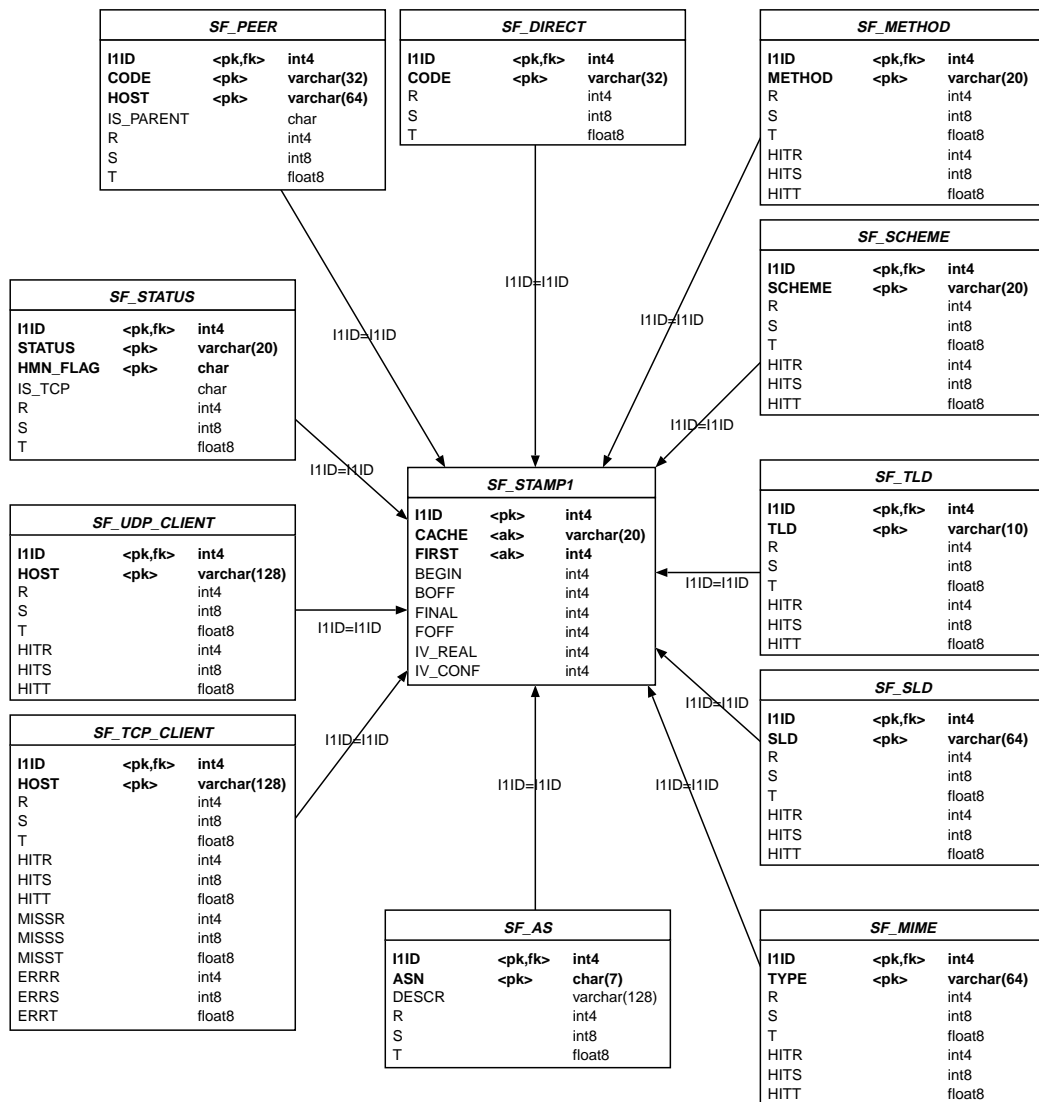 SF_PEER
I1ID <pk,fk> int4
CODE <pk> varchar(32)
HOST <pk> varchar(64)
IS_PARENT char
R int4
S int8
T float8
SF_DIRECT
I1ID <pk,fk> int4
CODE <pk> varchar(32)
R int4
S int8
T float8
SF_METHOD
I1ID <pk,fk> int4
METHOD <pk> varchar(20)
R int4
S int8
T float8
HITR int4
HITS int8
HITT float8
SF_SCHEME
I1ID <pk,fk> int4
SCHEME <pk> varchar(20)
R int4
S int8
T float8
HITR int4
HITS int8
HITT float8
I1ID=I1ID
I1ID=I1ID
I1ID=I1ID
I1ID=I1ID
SF_STATUS
I1ID <pk,fk> int4
STATUS <pk> varchar(20)
HMN_FLAG <pk> char
IS_TCP char
R int4
S int8
T float8
I1ID=I1ID
SF_STAMP1
I1ID <pk> int4
CACHE <ak> varchar(20)
FIRST <ak> int4
BEGIN int4
BOFF int4
FINAL int4
FOFF int4
IV_REAL int4
IV_CONF int4
SF_TLD
I1ID <pk,fk> int4
TLD <pk> varchar(10)
R int4
S int8
T float8
HITR int4
HITS int8
HITT float8
I1ID=I1ID
SF_UDP_CLIENT
I1ID <pk,fk> int4
HOST <pk> varchar(128)
R int4
S int8
T float8
HITR int4
HITS int8
HITT float8
I1ID=I1ID
SF_SLD
I1ID <pk,fk> int4
SLD <pk> varchar(64)
R int4
S int8
T float8
HITR int4
HITS int8
HITT float8
I1ID=I1ID
SF_TCP_CLIENT
I1ID <pk,fk> int4
HOST <pk> varchar(128)
R int4
S int8
T float8
HITR int4
HITS int8
HITT float8
MISSR int4
MISSS int8
MISST float8
ERRR int4
ERRS int8
ERRT float8
I1ID=I1ID
I1ID=I1ID
I1ID=I1ID
SF_AS
I1ID <pk,fk> int4
ASN <pk> char(7)
DESCR varchar(128)
R int4
S int8
T float8
SF_MIME
I1ID <pk,fk> int4
TYPE <pk> varchar(64)
R int4
S int8
T float8
HITR int4
HITS int8
HITT float8